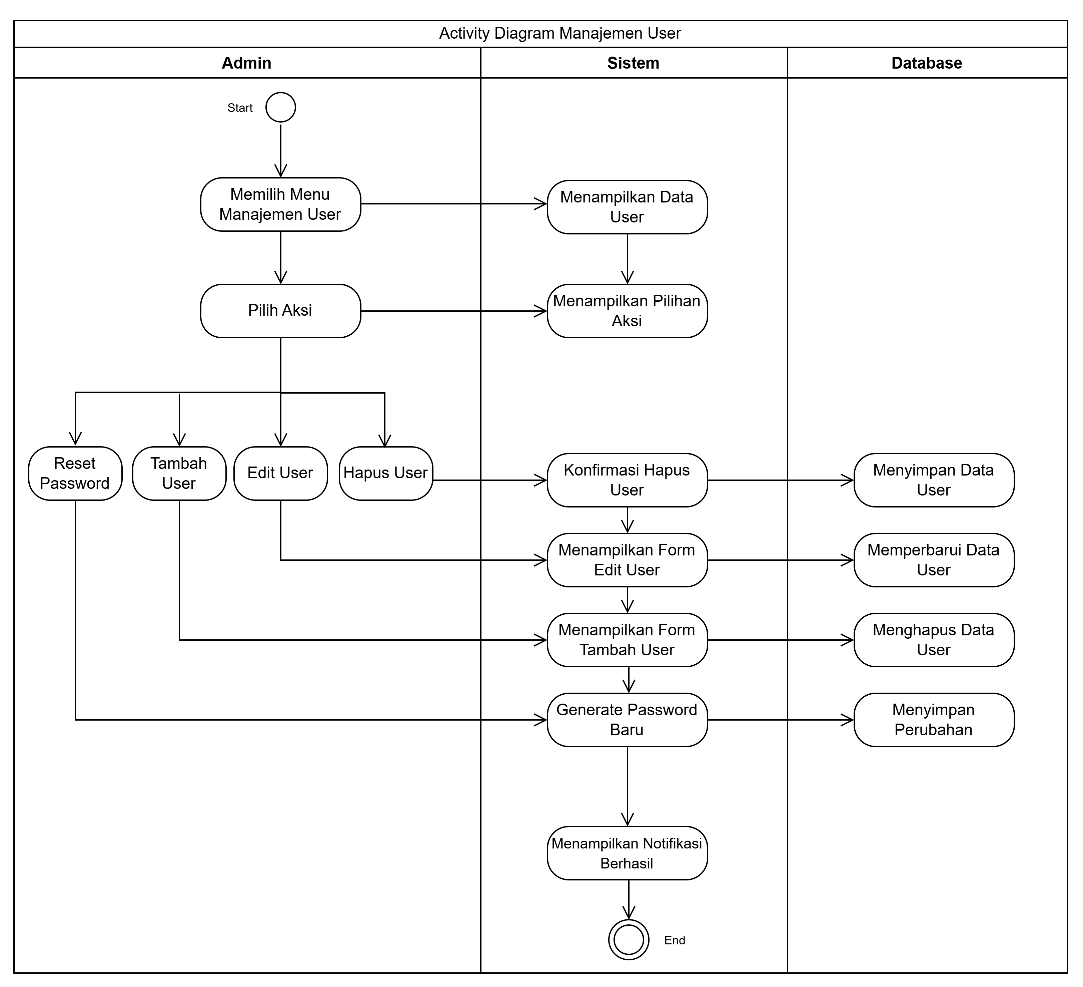 Activity Diagram Manajemen User
Admin
Sistem
Database
Start
Memilih Menu
Manajemen User
Menampilkan Data
User
Pilih Aksi
Menampilkan Pilihan
Aksi
Reset
Password
Tambah
User
Edit User
Hapus User
Konfirmasi Hapus
User
Menyimpan Data
User
Menampilkan Form
Edit User
Memperbarui Data
User
Menampilkan Form
Tambah User
Menghapus Data
User
Generate Password
Baru
Menyimpan
Perubahan
Menampilkan Notifikasi
Berhasil
End